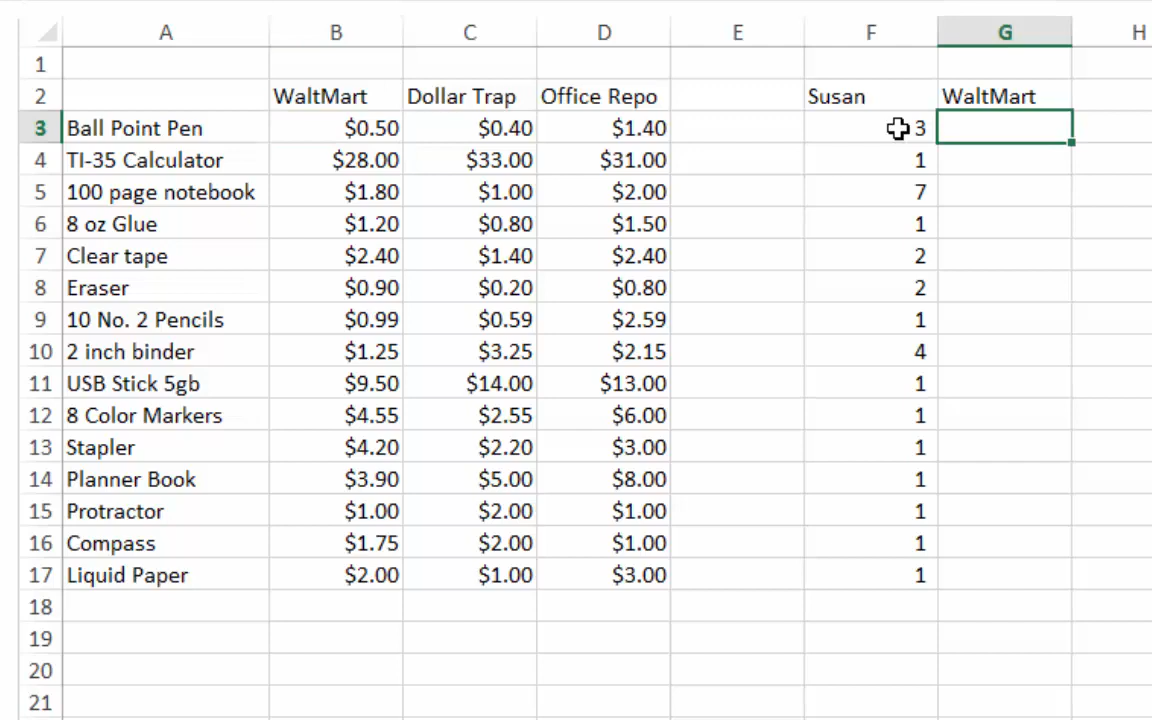 A B C D E F G H
1
2 WaltMart Dollar Trap Office Repo Susan WaltMart
3 Ball Point Pen $0.50 $0.40 $1.40 3
4 TI-35 Calculator $28.00 $33.00 $31.00 1
5 100 page notebook $1.80 $1.00 $2.00 7
6 8 oz Glue $1.20 $0.80 $1.50 1
7 Clear tape $2.40 $1.40 $2.40 2
8 Eraser $0.90 $0.20 $0.80 2
9 10 No. 2 Pencils $0.99 $0.59 $2.59 1
10 2 inch binder $1.25 $3.25 $2.15 4
11 USB Stick 5gb $9.50 $14.00 $13.00 1
12 8 Color Markers $4.55 $2.55 $6.00 1
13 Stapler $4.20 $2.20 $3.00 1
14 Planner Book $3.90 $5.00 $8.00 1
15 Protractor $1.00 $2.00 $1.00 1
16 Compass $1.75 $2.00 $1.00 1
17 Liquid Paper $2.00 $1.00 $3.00 1
18
19
20
21